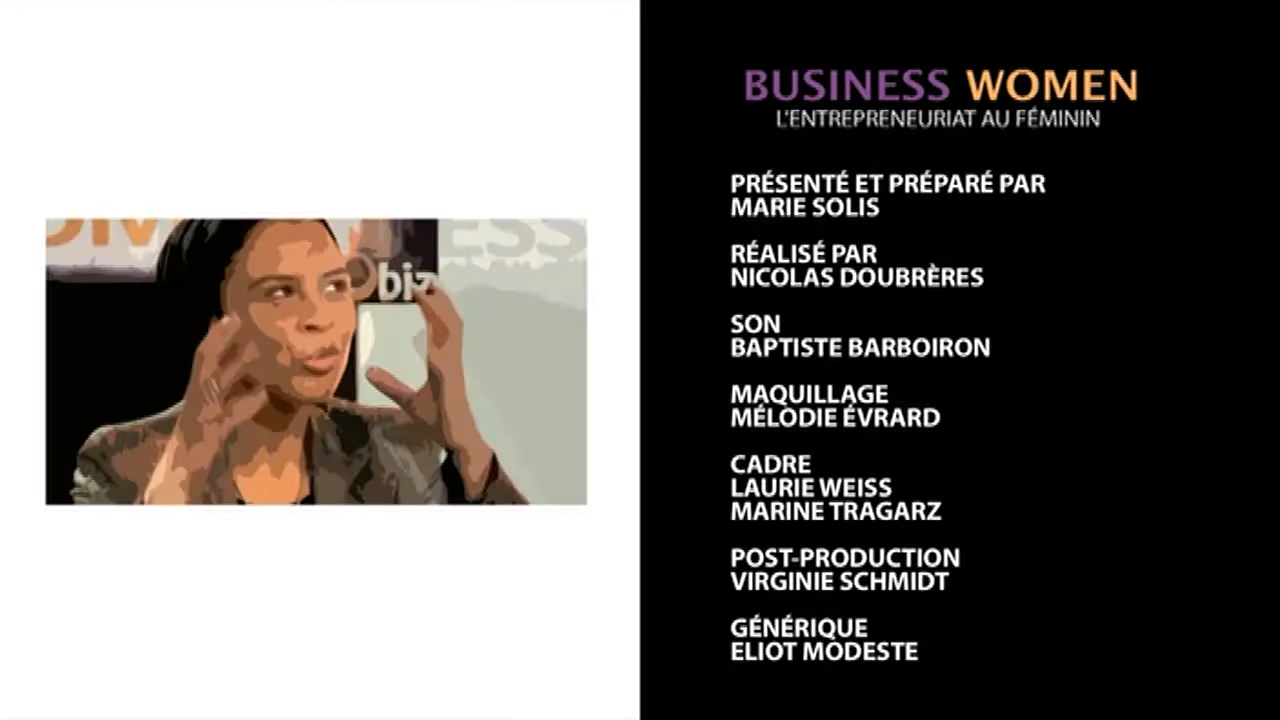 BUSINESS WOMEN
L'ENTREPRENEURIAT AU FÉMININ
PRÉSENTÉ ET PRÉPARÉ PAR
MARIE SOLIS
RÉALISÉ PAR
NICOLAS DOUBRÈRES
SON
BAPTISTE BARBOIRON
MAQUILLAGE
MÉLODIE ÉVRARD
CADRE
LAURIE WEISS
MARINE TRAGARZ
POST-PRODUCTION
VIRGINIE SCHMIDT
GÉNÉRIQUE
ELIOT MODESTE
biz